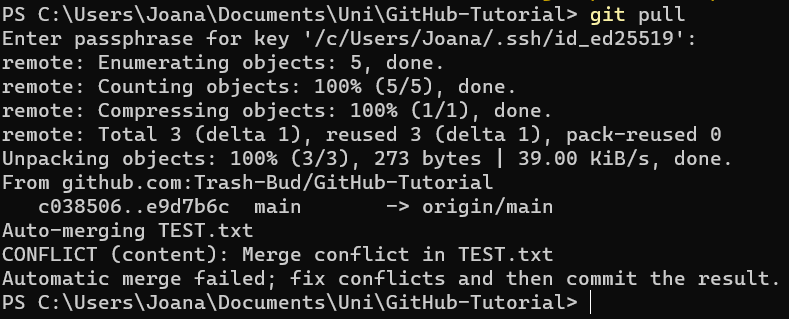 PS C:\Users\Joana\Documents\Uni\GitHub-Tutorial> git pull
Enter passphrase for key '/c/Users/Joana/.ssh/id_ed25519':
remote: Enumerating objects: 5, done.
remote: Counting objects: 100% (5/5), done.
remote: Compressing objects: 100% (1/1), done.
remote: Total 3 (delta 1), reused 3 (delta 1), pack-reused 0
Unpacking objects: 100% (3/3), 273 bytes | 39.00 KiB/s, done.
From github.com:Trash-Bud/GitHub-Tutorial
   c038506..e9d7b6c  main       -> origin/main
Auto-merging TEST.txt
CONFLICT (content): Merge conflict in TEST.txt
Automatic merge failed; fix conflicts and then commit the result.
PS C:\Users\Joana\Documents\Uni\GitHub-Tutorial>